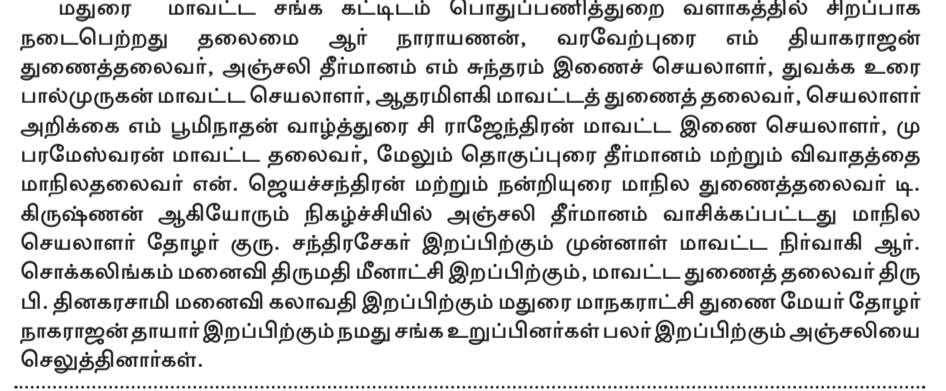 மதுரை மாவட்ட சங்க கட்டிடம் பொதுப்பணித்துறை வளாகத்தில் சிறப்பாக
நடைபெற்றது தலைமை ஆர் நாராயணன், வரவேற்புரை எம் தியாகராஜன்
துணைத்தலைவர், அஞ்சலி தீர்மானம் எம் சுந்தரம் இணைச் செயலாளர், துவக்க உரை
பால்முருகன் மாவட்ட செயலாளர், ஆதரமிளகி மாவட்டத் துணைத் தலைவர், செயலாளர்
அறிக்கை எம் பூமிநாதன் வாழ்த்துரை சி ராஜேந்திரன் மாவட்ட இணை செயலாளர், மு
பரமேஸ்வரன் மாவட்ட தலைவர், மேலும் தொகுப்புரை தீர்மானம் மற்றும் விவாதத்தை
மாநிலதலைவர் என். ஜெயச்சந்திரன் மற்றும் நன்றியுரை மாநில துணைத்தலைவர் டி.
கிருஷ்ணன் ஆகியோரும் நிகழ்ச்சியில் அஞ்சலி தீர்மானம் வாசிக்கப்பட்டது மாநில
செயலாளர் தோழர் குரு. சந்திரசேகர் இறப்பிற்கும் முன்னாள் மாவட்ட நிர்வாகி ஆர்.
சொக்கலிங்கம் மனைவி திருமதி மீனாட்சி இறப்பிற்கும், மாவட்ட துணைத் தலைவர் திரு
பி. தினகரசாமி மனைவி கலாவதி இறப்பிற்கும் மதுரை மாநகராட்சி துணை மேயர் தோழர்
நாகராஜன் தாயார் இறப்பிற்கும் நமது சங்க உறுப்பினர்கள் பலர் இறப்பிற்கும் அஞ்சலியை
செலுத்தினார்கள்.